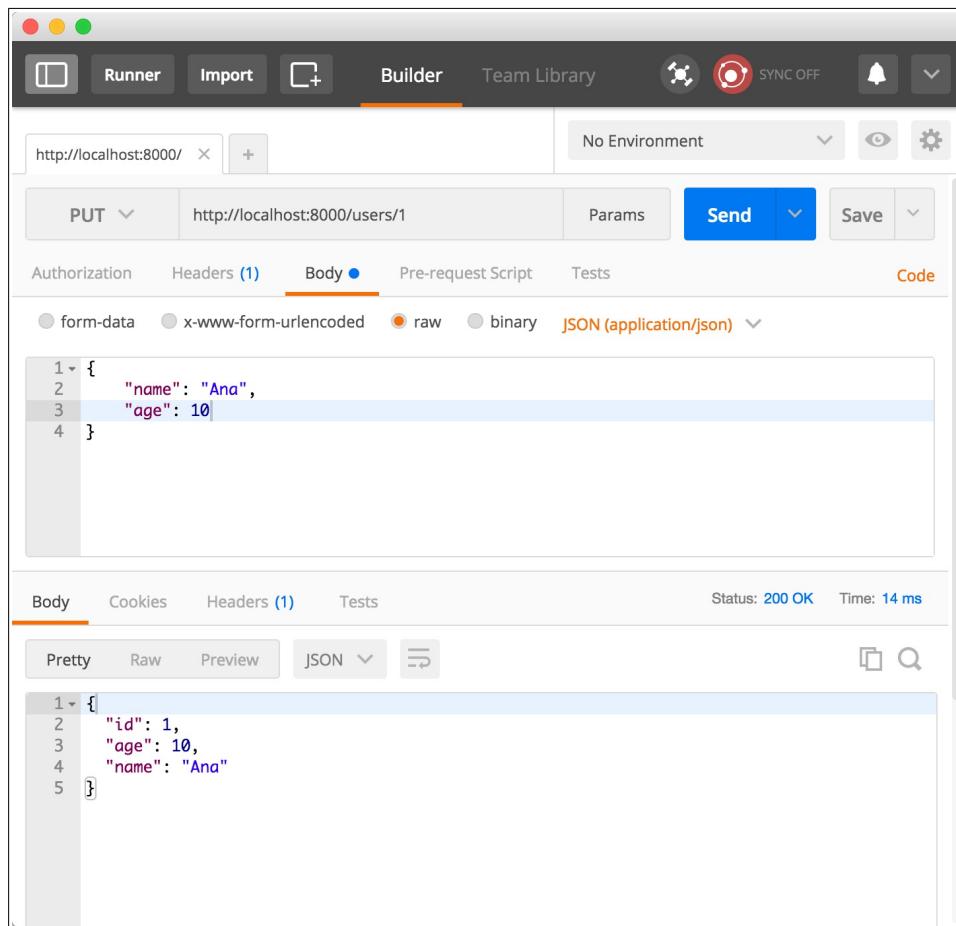 Runner Import Builder Team Library SYNC OFF
http://localhost:8000/ No Environment
PUT http://localhost:8000/users/1 Params Send Save
Authorization Headers (1) Body Pre-request Script Tests Code
form-data x-www-form-urlencoded raw binary JSON (application/json)
1 {
2 "name": "Ana",
3 "age": 10
4 }
Body Cookies Headers (1) Tests Status: 200 OK Time: 14 ms
Pretty Raw Preview JSON
1 {
2 "id": 1,
3 "age": 10,
4 "name": "Ana"
5 }